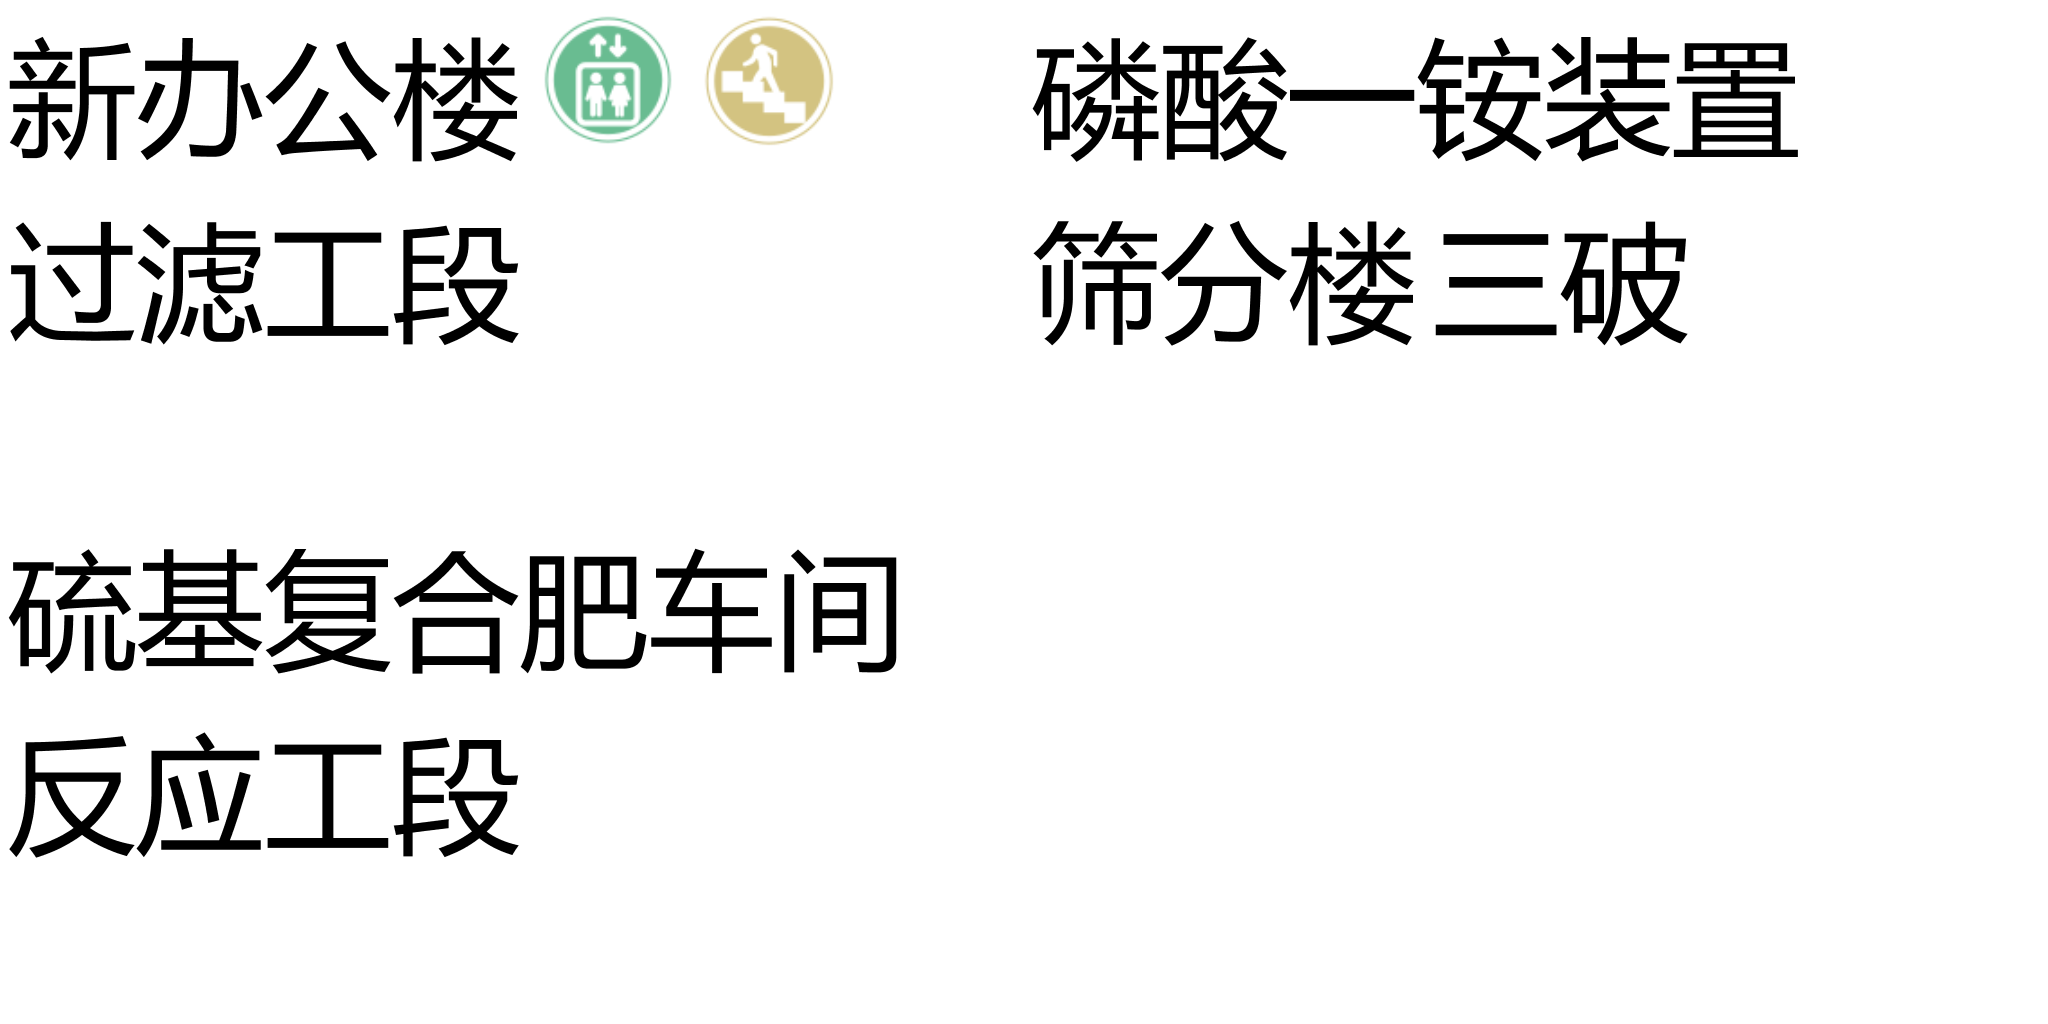 新办公楼
过滤工段
磷酸一铵装置
筛分楼 三破
硫基复合肥车间
反应工段